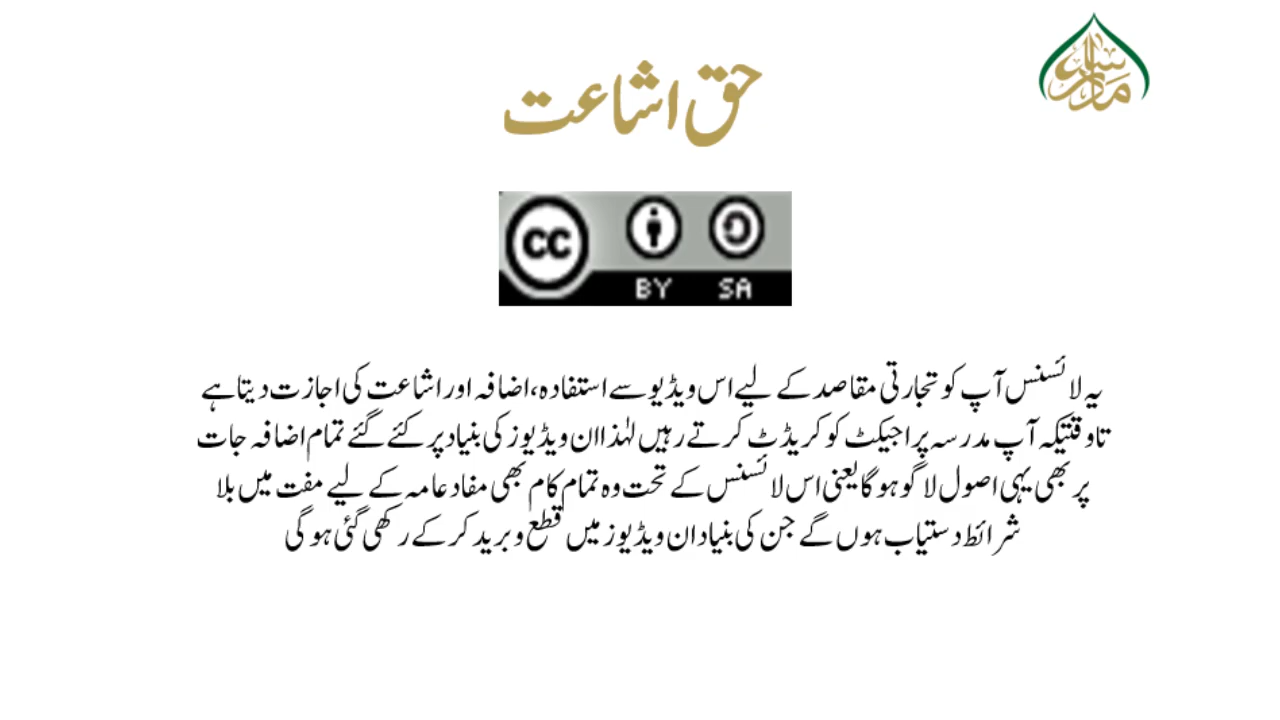 مدرسہ
حق اشاعت
CC BY SA
یہ لائسنس آپ کو تجارتی مقاصد کے لیے اس ویڈیو سے استفادہ، اضافہ اور اشاعت کی اجازت دیتا ہے
تاوقتیکہ آپ مدرسہ پراجیکٹ کو کریڈٹ کرتے رہیں لہٰذا ان ویڈیوز کی بنیاد پر کئے گئے تمام اضافہ جات
پر بھی یہی اصول لاگو ہوگا یعنی اس لائسنس کے تحت وہ تمام کام بھی مفاد عامہ کے لیے مفت میں بلا
شرائط دستیاب ہوں گے جن کی بنیاد ان ویڈیوز میں قطع و برید کر کے رکھی گئی ہوگی